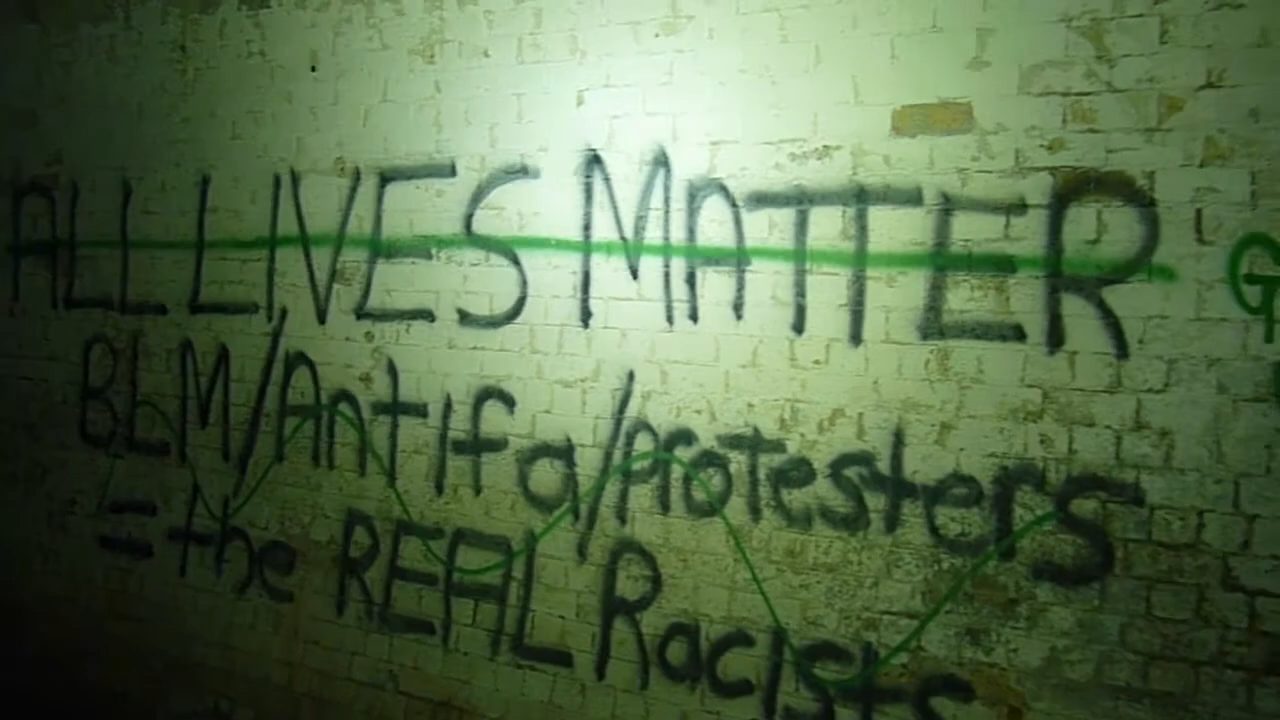 ALL LIVES MATTER G
BLM/Antifa/Protesters
= the REAL Racists